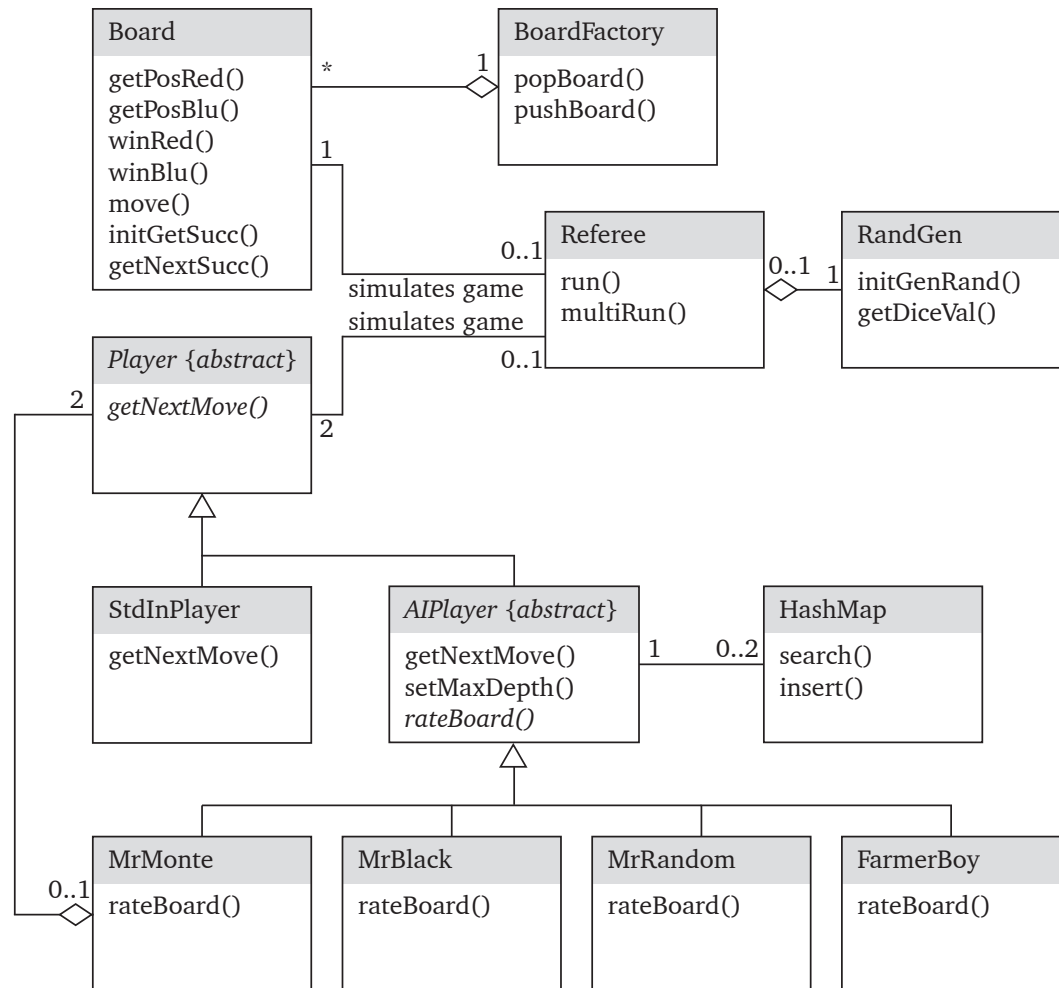 Board
getPosRed()
getPosBlu()
winRed()
winBlu()
move()
initGetSucc()
getNextSucc()
*
1
BoardFactory
popBoard()
pushBoard()
1
0..1
simulates game
Referee
run()
multiRun()
0..1
1
RandGen
initGenRand()
getDiceVal()
simulates game
0..1
2
Player {abstract}
getNextMove()
2
StdInPlayer
getNextMove()
AIPlayer {abstract}
getNextMove()
setMaxDepth()
rateBoard()
1
0..2
HashMap
search()
insert()
0..1
MrMonte
rateBoard()
MrBlack
rateBoard()
MrRandom
rateBoard()
FarmerBoy
rateBoard()